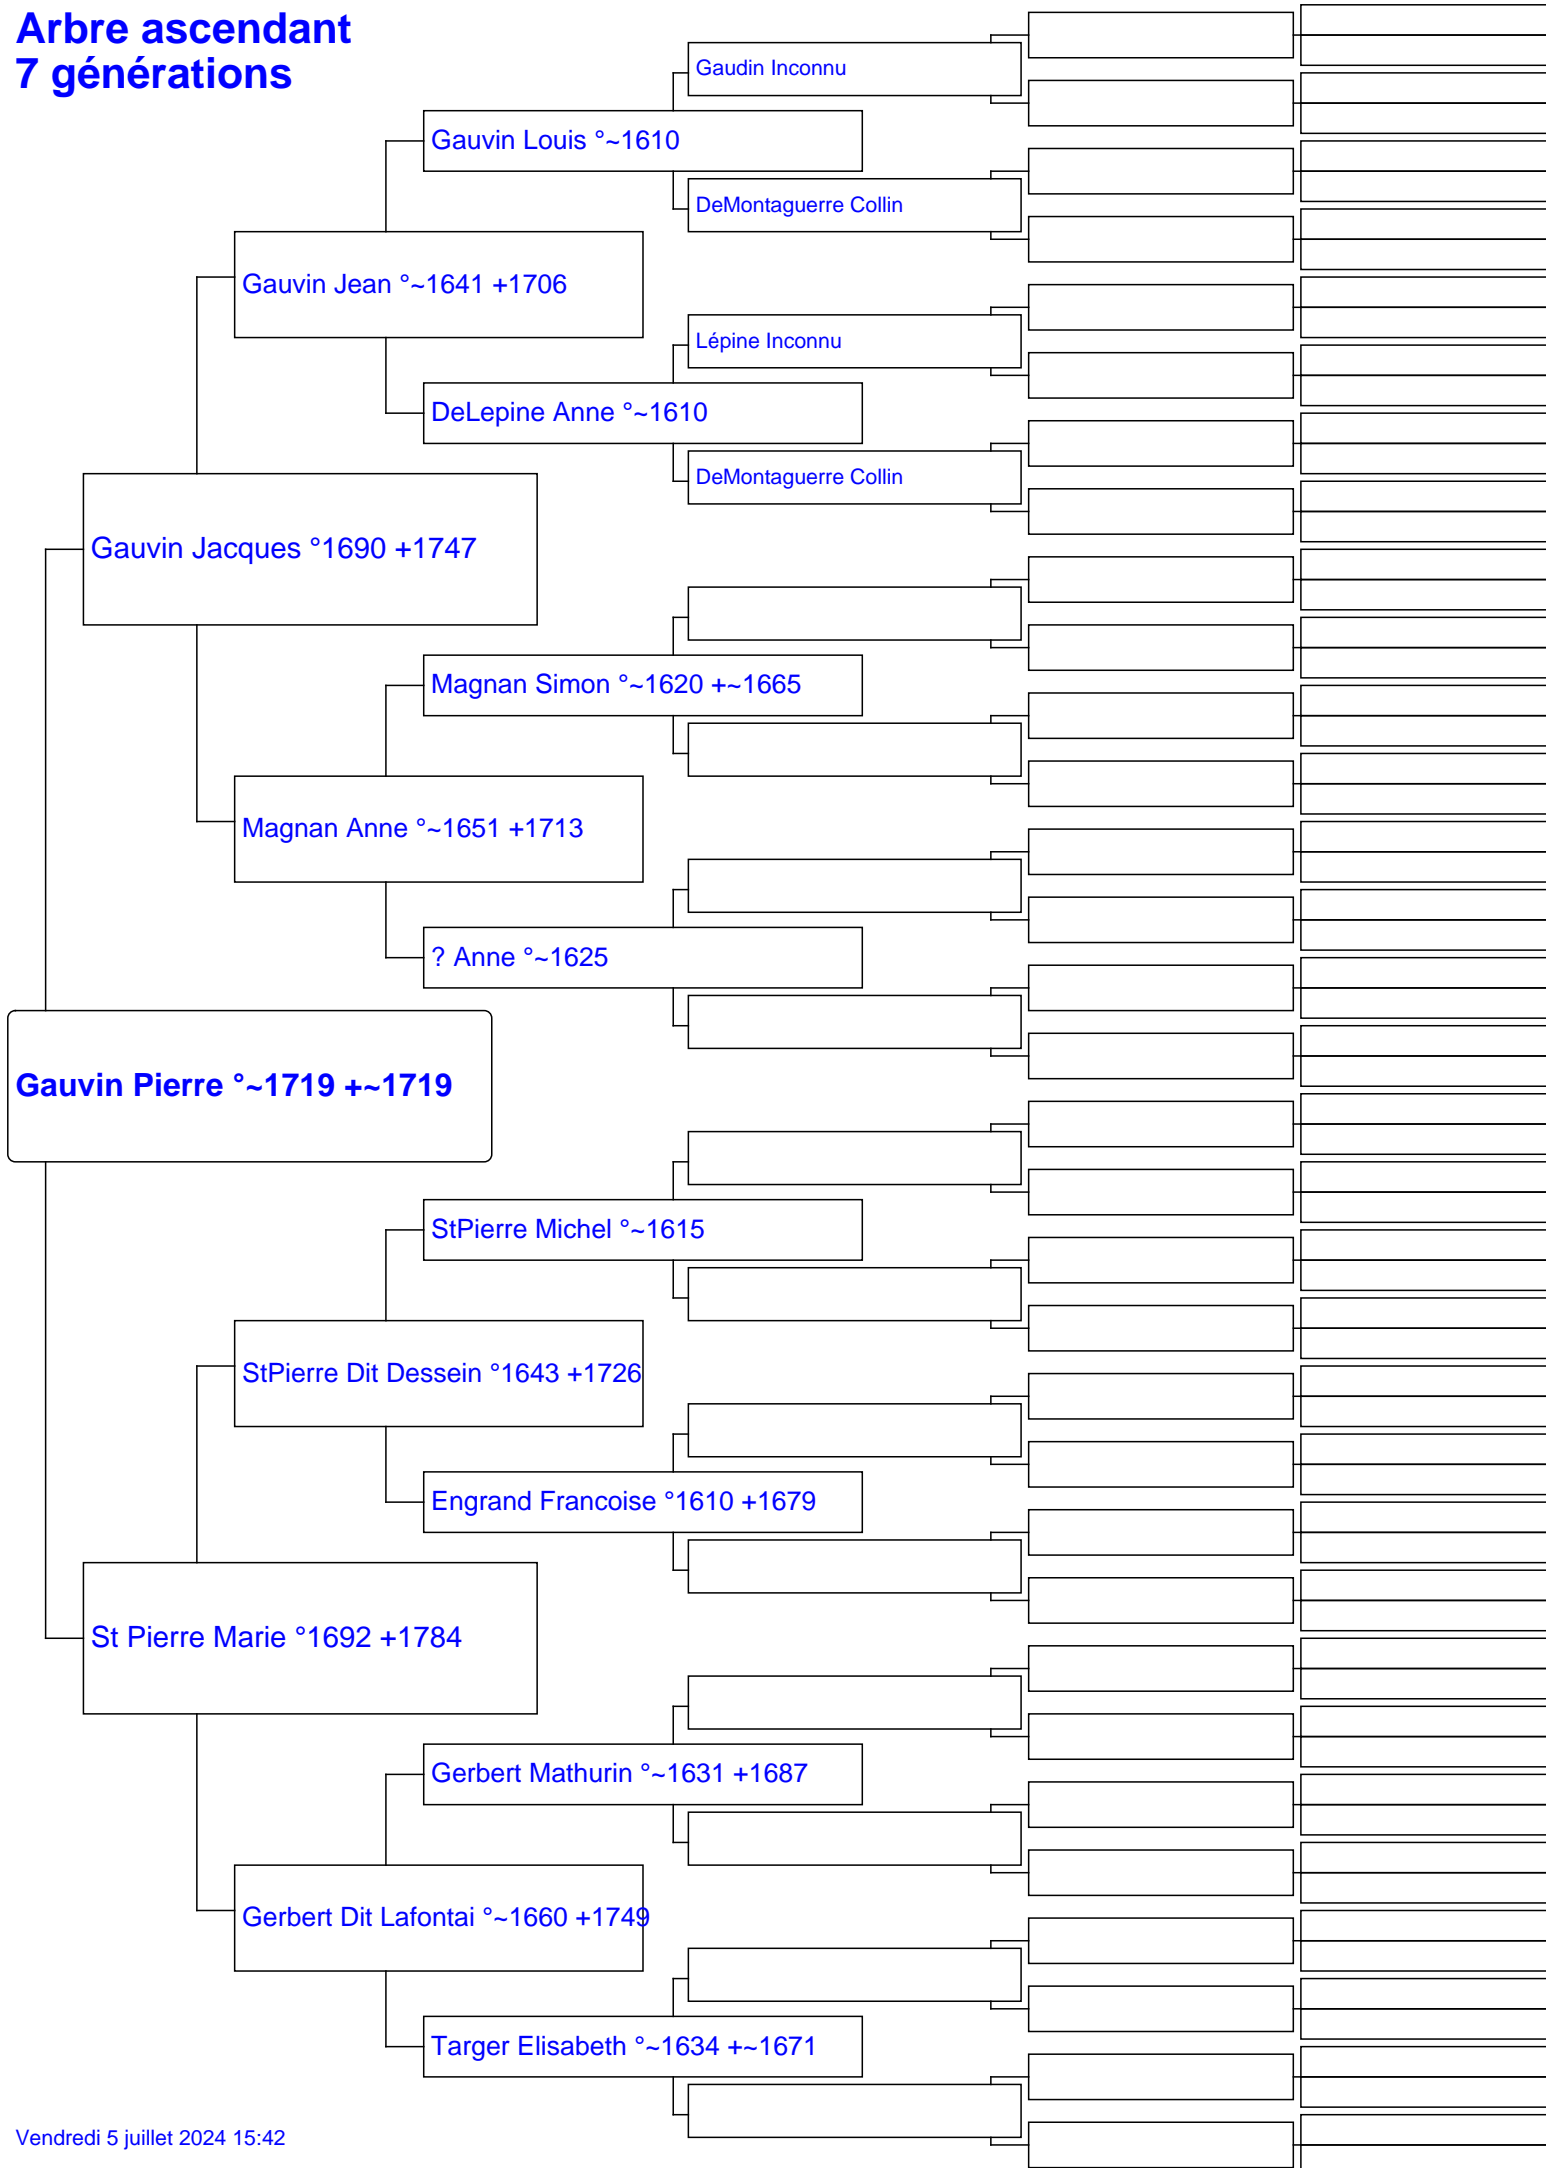 Arbre ascendant
7 générations
Gaudin Inconnu
Gauvin Louis °~1610
DeMontaguerre Collin
Gauvin Jean °~1641 +1706
Lépine Inconnu
DeLepine Anne °~1610
DeMontaguerre Collin
Gauvin Jacques °1690 +1747
Magnan Simon °~1620 +~1665
Magnan Anne °~1651 +1713
? Anne °~1625
Gauvin Pierre °~1719 +~1719
StPierre Michel °~1615
StPierre Dit Dessein °1643 +1726
Engrand Francoise °1610 +1679
St Pierre Marie °1692 +1784
Gerbert Mathurin °~1631 +1687
Gerbert Dit Lafontai °~1660 +1749
Targer Elisabeth °~1634 +~1671
Vendredi 5 juillet 2024 15:42